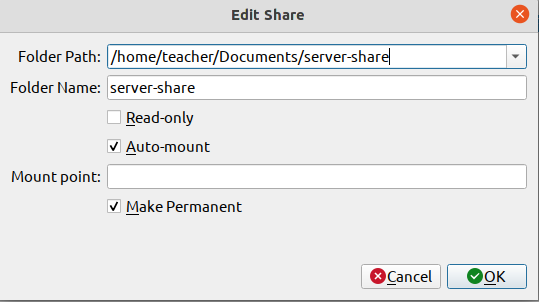 Edit Share
Folder Path: /home/teacher/Documents/server-share
Folder Name: server-share
Read-only
Auto-mount
Mount point:
Make Permanent
Cancel OK